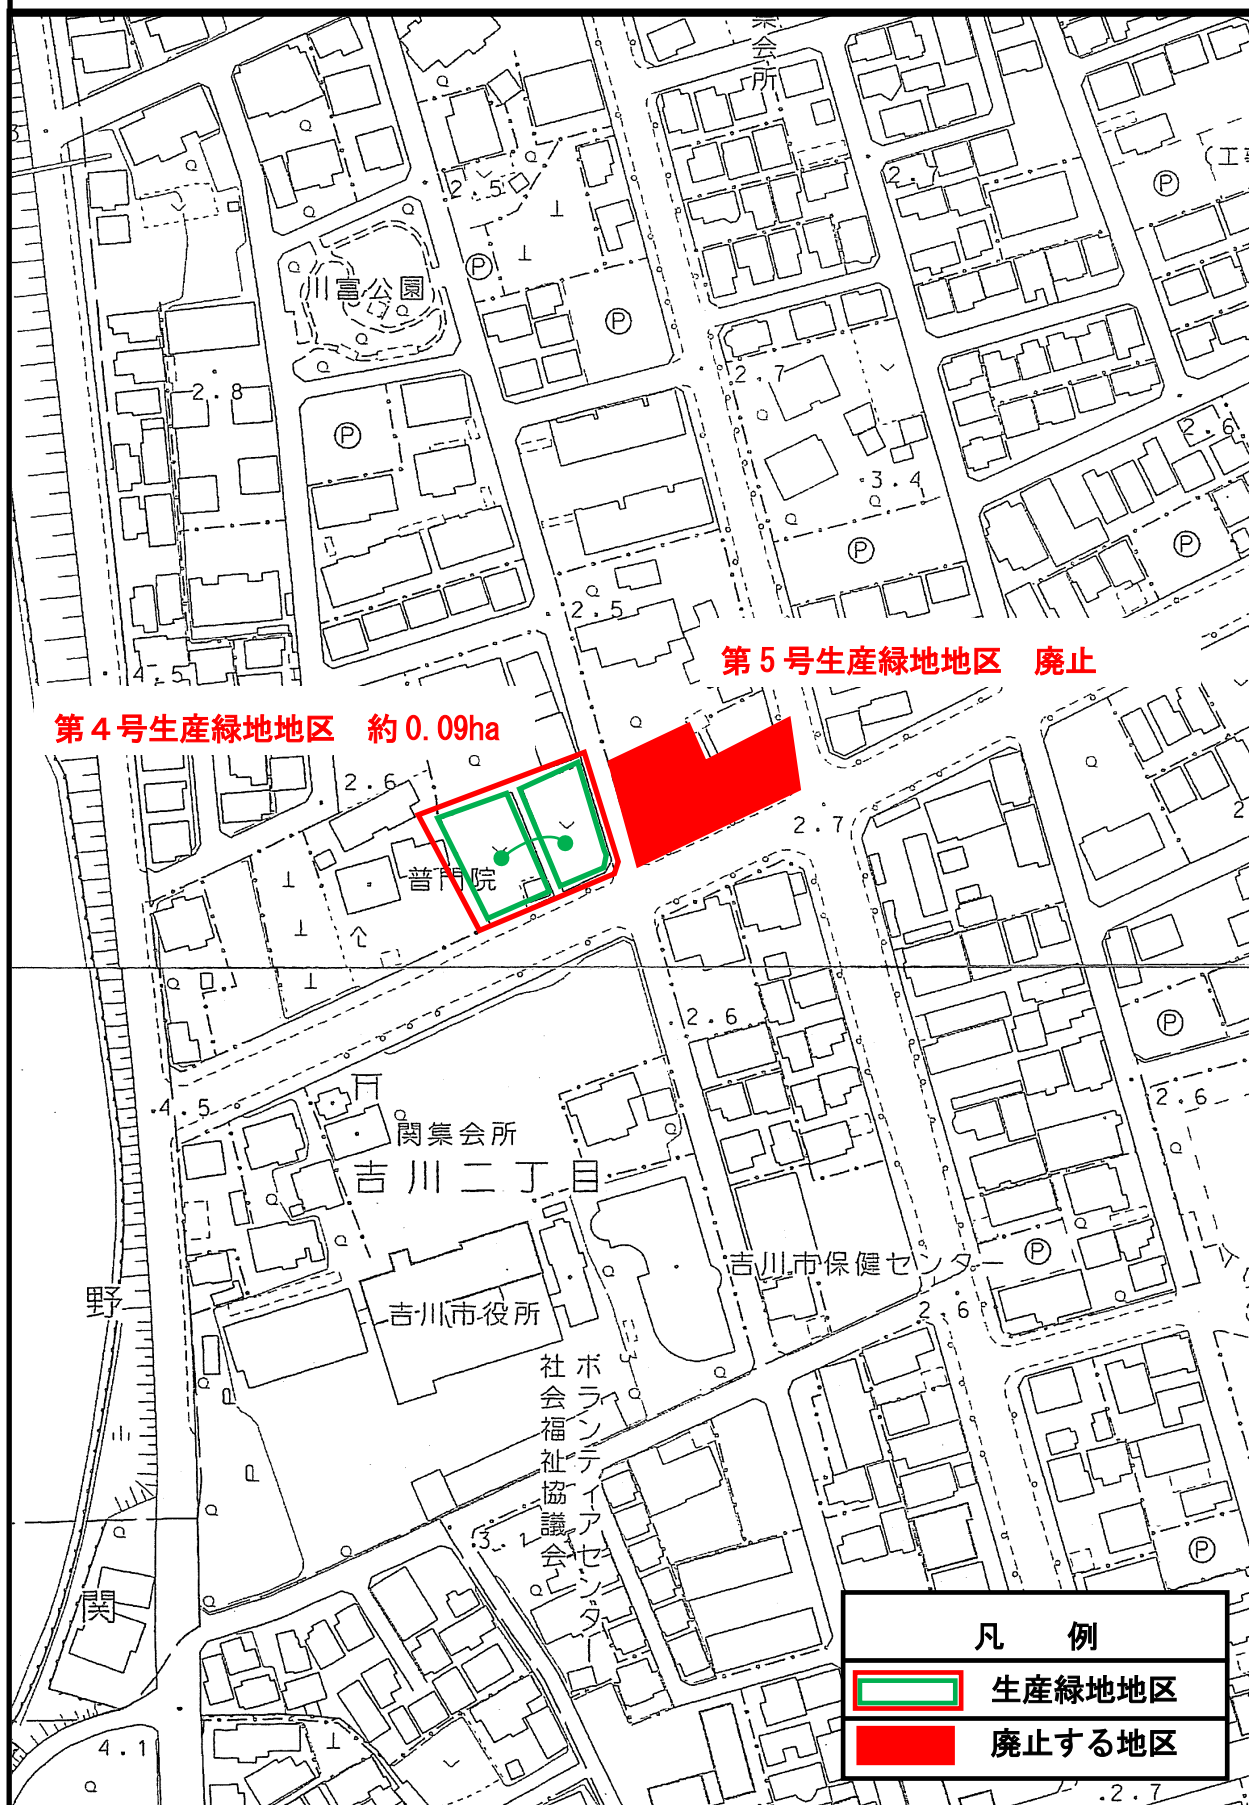 集会所
2.7
2.5
Ⓟ
Ⓟ
川富公園
Ⓟ
2.7
2.8
Ⓟ
2.6
3.4
Ⓟ
Ⓟ
2.5
第5号生産緑地地区　廃止
4.5
第4号生産緑地地区　約0.09ha
2.6
2.7
普門院
2.6
Ⓟ
4.5
2.6
関集会所
吉川二丁目
吉川市保健センター
Ⓟ
野
吉川市役所
2.6
ボランティアセンター
社会福祉協議会
3.1
Ⓟ
関
凡　例
生産緑地地区
廃止する地区
4.1
2.7